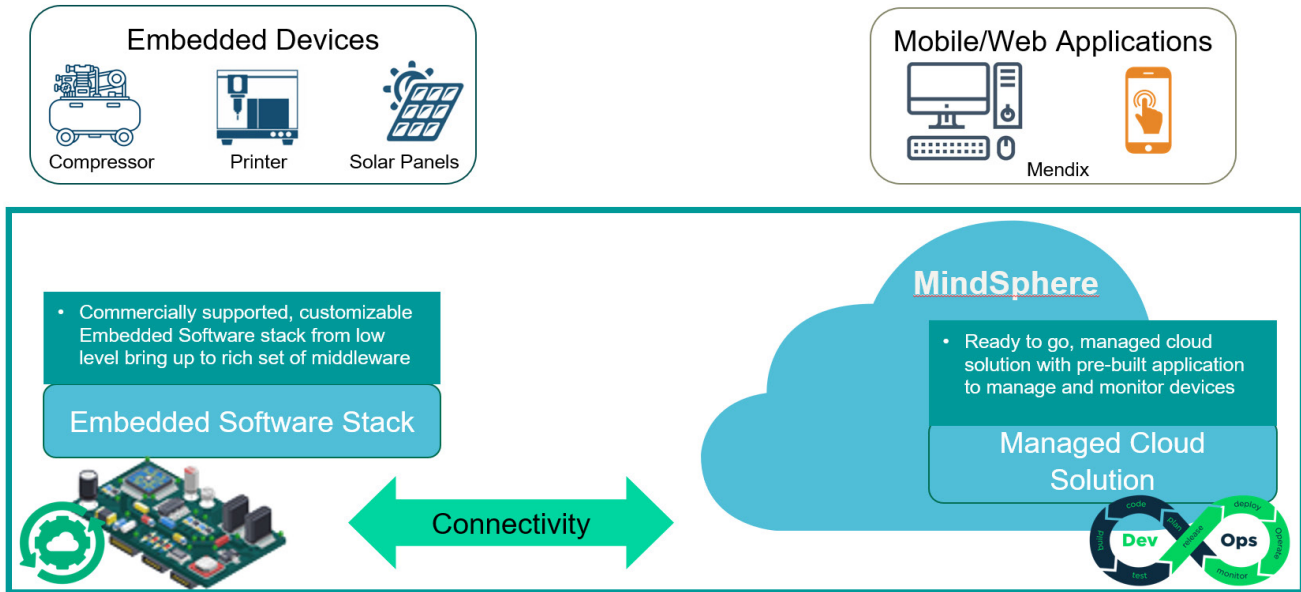 Embedded Devices
Compressor
Printer
Solar Panels
Mobile/Web Applications
Mendix
• Commercially supported, customizable
Embedded Software stack from low
level bring up to rich set of middleware
Embedded Software Stack
Connectivity
MindSphere
• Ready to go, managed cloud
solution with pre-built application
to manage and monitor devices
Managed Cloud
Solution
code
plan
build
test
Dev
release
deploy
Operate
monitor
Ops